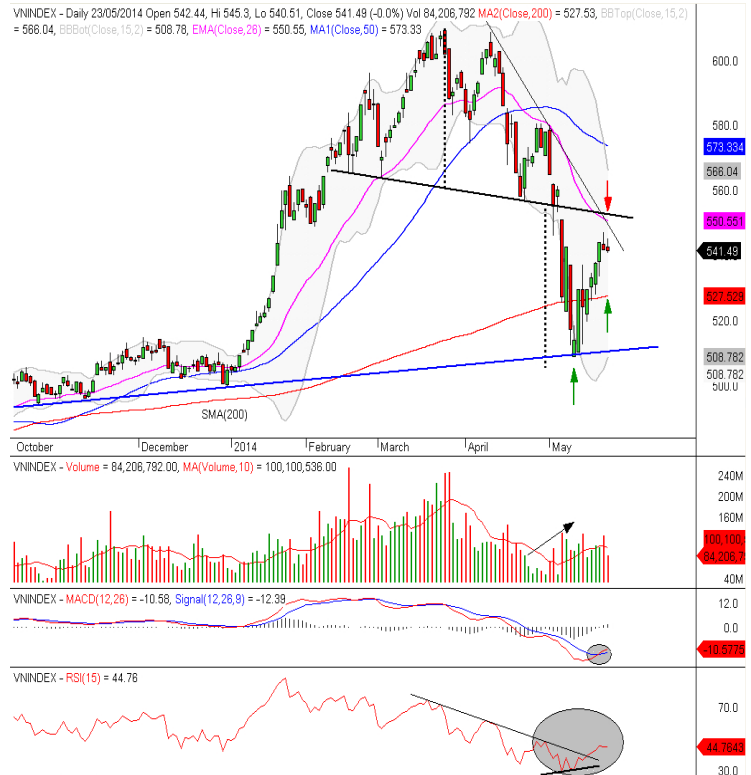 VNINDEX - Daily 23/05/2014 Open 542.44, Hi 545.3, Lo 540.51, Close 541.49 (-0.0%) Vol 84,206,792 MA2(Close,200) = 527.53, BBTop(Close,15,2)
= 566.04, BBBot(Close,15,2) = 508.78, EMA(Close,26) = 550.55, MA1(Close,50) = 573.33
600.0
580.0
573.334
566.04
560.0
550.551
541.49
527.529
520.0
508.782
508.782
500.0
SMA(200)
October December 2014 February March April May
VNINDEX - Volume = 84,206,792.00, MA(Volume,10) = 100,100,536.00
240M
200M
160M
100,100,
84,206,7
40M
VNINDEX - MACD(12,26) = -10.58, Signal(12,26,9) = -12.39
12.0
0.0
-10.5775
VNINDEX - RSI(15) = 44.76
70.0
44.7643
30.0